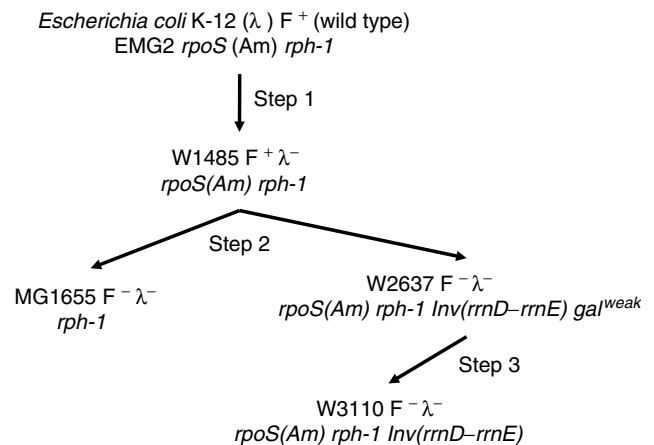 Escherichia coli K-12 (λ ) F + (wild type)
EMG2 rpoS (Am) rph-1
Step 1
W1485 F + λ−
rpoS(Am) rph-1
Step 2
MG1655 F − λ−
rph-1
W2637 F −λ−
rpoS(Am) rph-1 Inv(rrnD–rrnE) galweak
Step 3
W3110 F −λ−
rpoS(Am) rph-1 Inv(rrnD–rrnE)